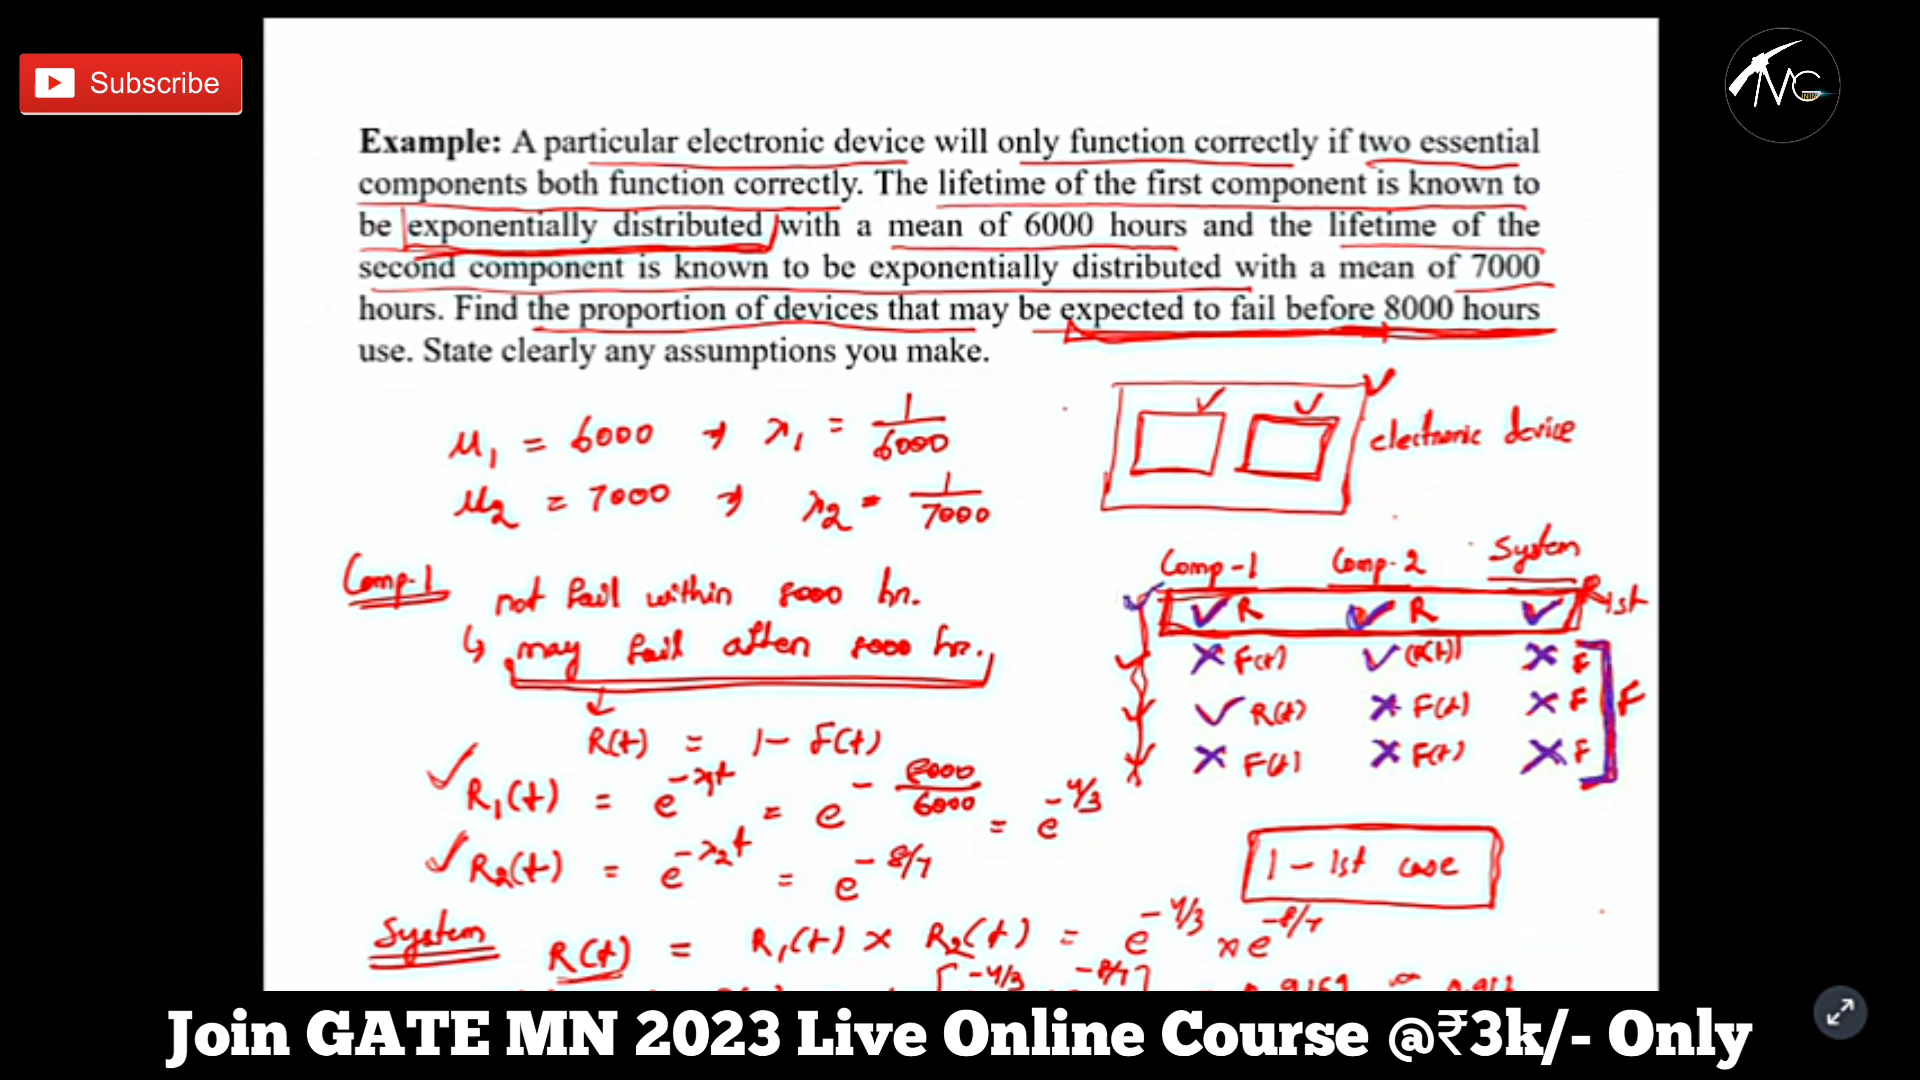 Subscribe
MG
Example: A particular electronic device will only function correctly if two essential
components both function correctly. The lifetime of the first component is known to
be exponentially distributed with a mean of 6000 hours and the lifetime of the
second component is known to be exponentially distributed with a mean of 7000
hours. Find the proportion of devices that may be expected to fail before 8000 hours
use. State clearly any assumptions you make.
μ₁ = 6000 → λ₁ = 1/6000
electronic device
μ₂ = 7000 → λ₂ = 1/7000
Comp-1 Comp-2 System
Comp-1 not fail within 8000 hr.
✓ R ✓ R ✓ 1st
↳ may fail after 8000 hr.
✗ F(t) ✓ (R(t)) ✗ F
✓ R(t) ✗ F(t) ✗ F F
R(t) = 1 - F(t)
✗ F(t) ✗ F(t) ✗ F
✓ R₁(t) = e^-λ₁t = e^-8000/6000 = e^-4/3
✓ R₂(t) = e^-λ₂t = e^-8/7
1 - 1st case
System R(t) = R₁(t) × R₂(t) = e^-4/3 × e^-8/7
Join GATE MN 2023 Live Online Course @₹3k/- Only